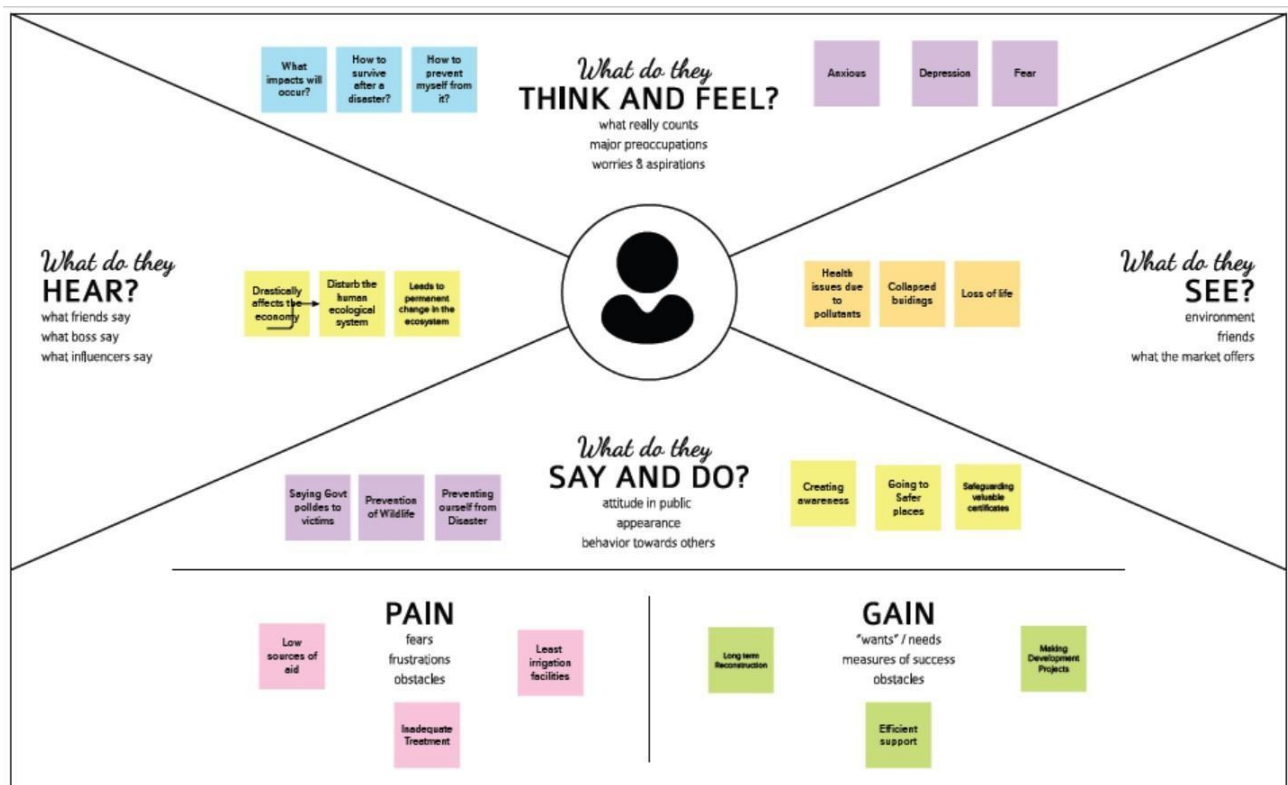 What impacts will occur?
How to survive after a disaster?
How to prevent myself from it?
What do they
THINK AND FEEL?
what really counts
major preoccupations
worries & aspirations
Anxious
Depression
Fear
What do they
HEAR?
what friends say
what boss say
what influencers say
Drastically affects the economy
Disturb the human ecological system
Leads to permenent change in the ecosystem
Health issues due to pollutants
Collapsed buidings
Loss of life
What do they
SEE?
environment
friends
what the market offers
What do they
SAY AND DO?
attitude in public
appearance
behavior towards others
Saying Govt polides to victims
Prevention of Wildlife
Preventing ourself from Disaster
Creating awareness
Going to Safer places
Safeguarding valuable certificates
PAIN
fears
frustrations
obstacles
Low sources of aid
Least irrigation facilities
Inadequate Treatment
GAIN
"wants" / needs
measures of success
obstacles
Long term Reconstruction
Making Development Projects
Efficient support